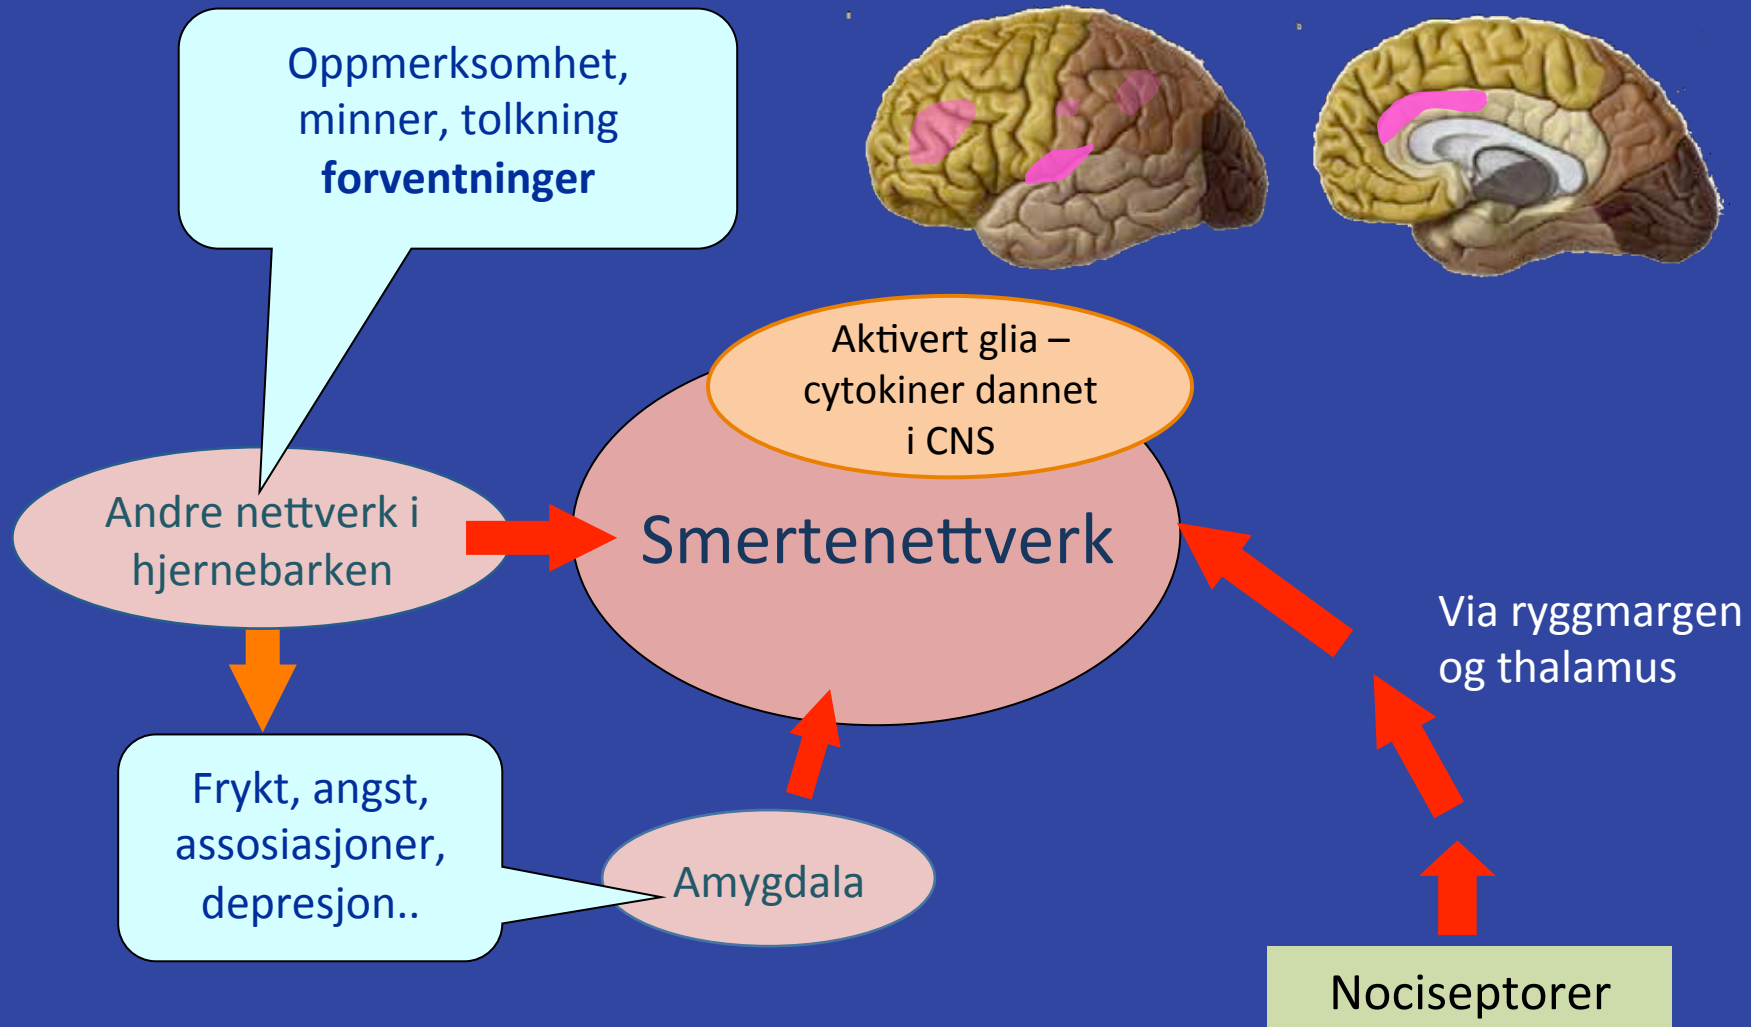 Oppmerksomhet,
minner, tolkning
forventninger
Aktivert glia –
cytokiner dannet
i CNS
Andre nettverk i
hjernebarken
Smertenettverk
Via ryggmargen
og thalamus
Frykt, angst,
assosiasjoner,
depresjon..
Amygdala
Nociseptorer